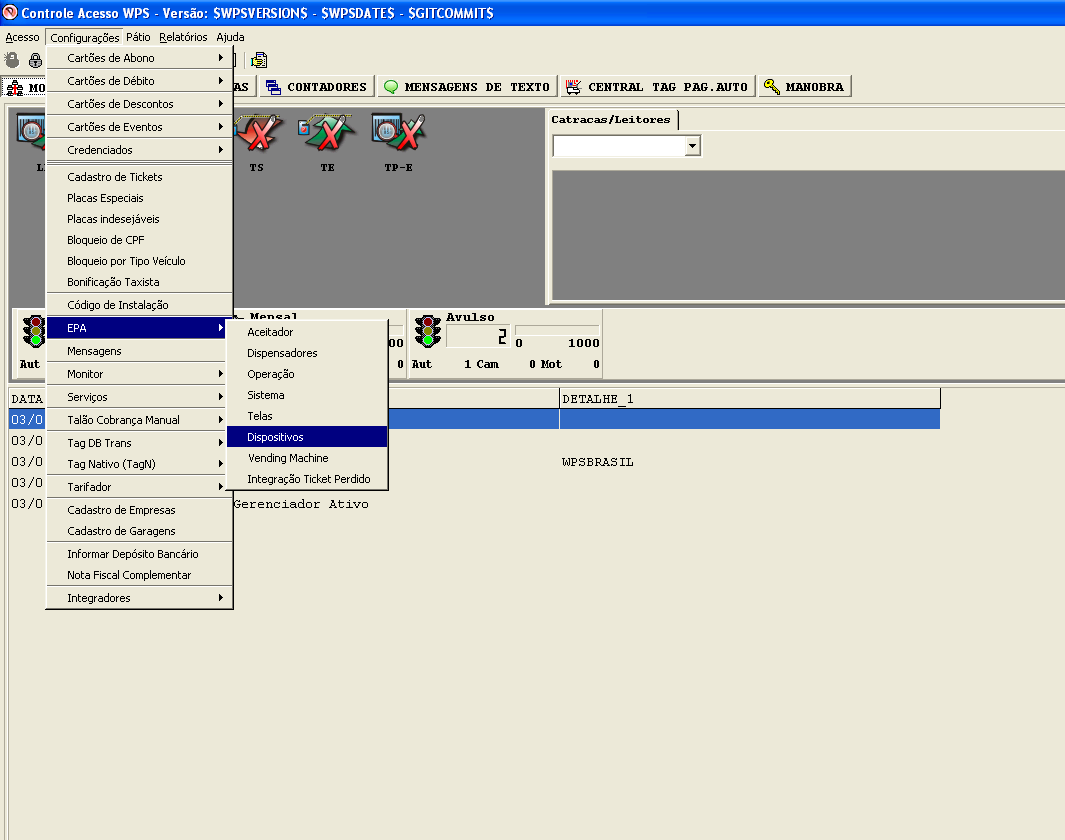 Controle Acesso WPS - Versão: $WPSVERSION$ - $WPSDATE$ - $GITCOMMIT$
Acesso Configurações Pátio Relatórios Ajuda
CONTADORES MENSAGENS DE TEXTO CENTRAL TAG PAG.AUTO MANOBRA
Cartões de Abono
Cartões de Débito
Cartões de Descontos
Cartões de Eventos
Credenciados
Cadastro de Tickets
Placas Especiais
Placas indesejáveis
Bloqueio de CPF
Bloqueio por Tipo Veículo
Bonificação Taxista
Código de Instalação
EPA
Mensagens
Monitor
Serviços
Talão Cobrança Manual
Tag DB Trans
Tag Nativo (TagN)
Tarifador
Cadastro de Empresas
Cadastro de Garagens
Informar Depósito Bancário
Nota Fiscal Complementar
Integradores
Aceitador
Dispensadores
Operação
Sistema
Telas
Dispositivos
Vending Machine
Integração Ticket Perdido
TS TE TP-E
Catracas/Leitores
Mensal
Avulso
2 0 1000
Aut
0 Aut 1 Cam 0 Mot 0
DATA DETALHE_1
03/0
03/0
03/0 WPSBRASIL
03/0
03/0 Gerenciador Ativo